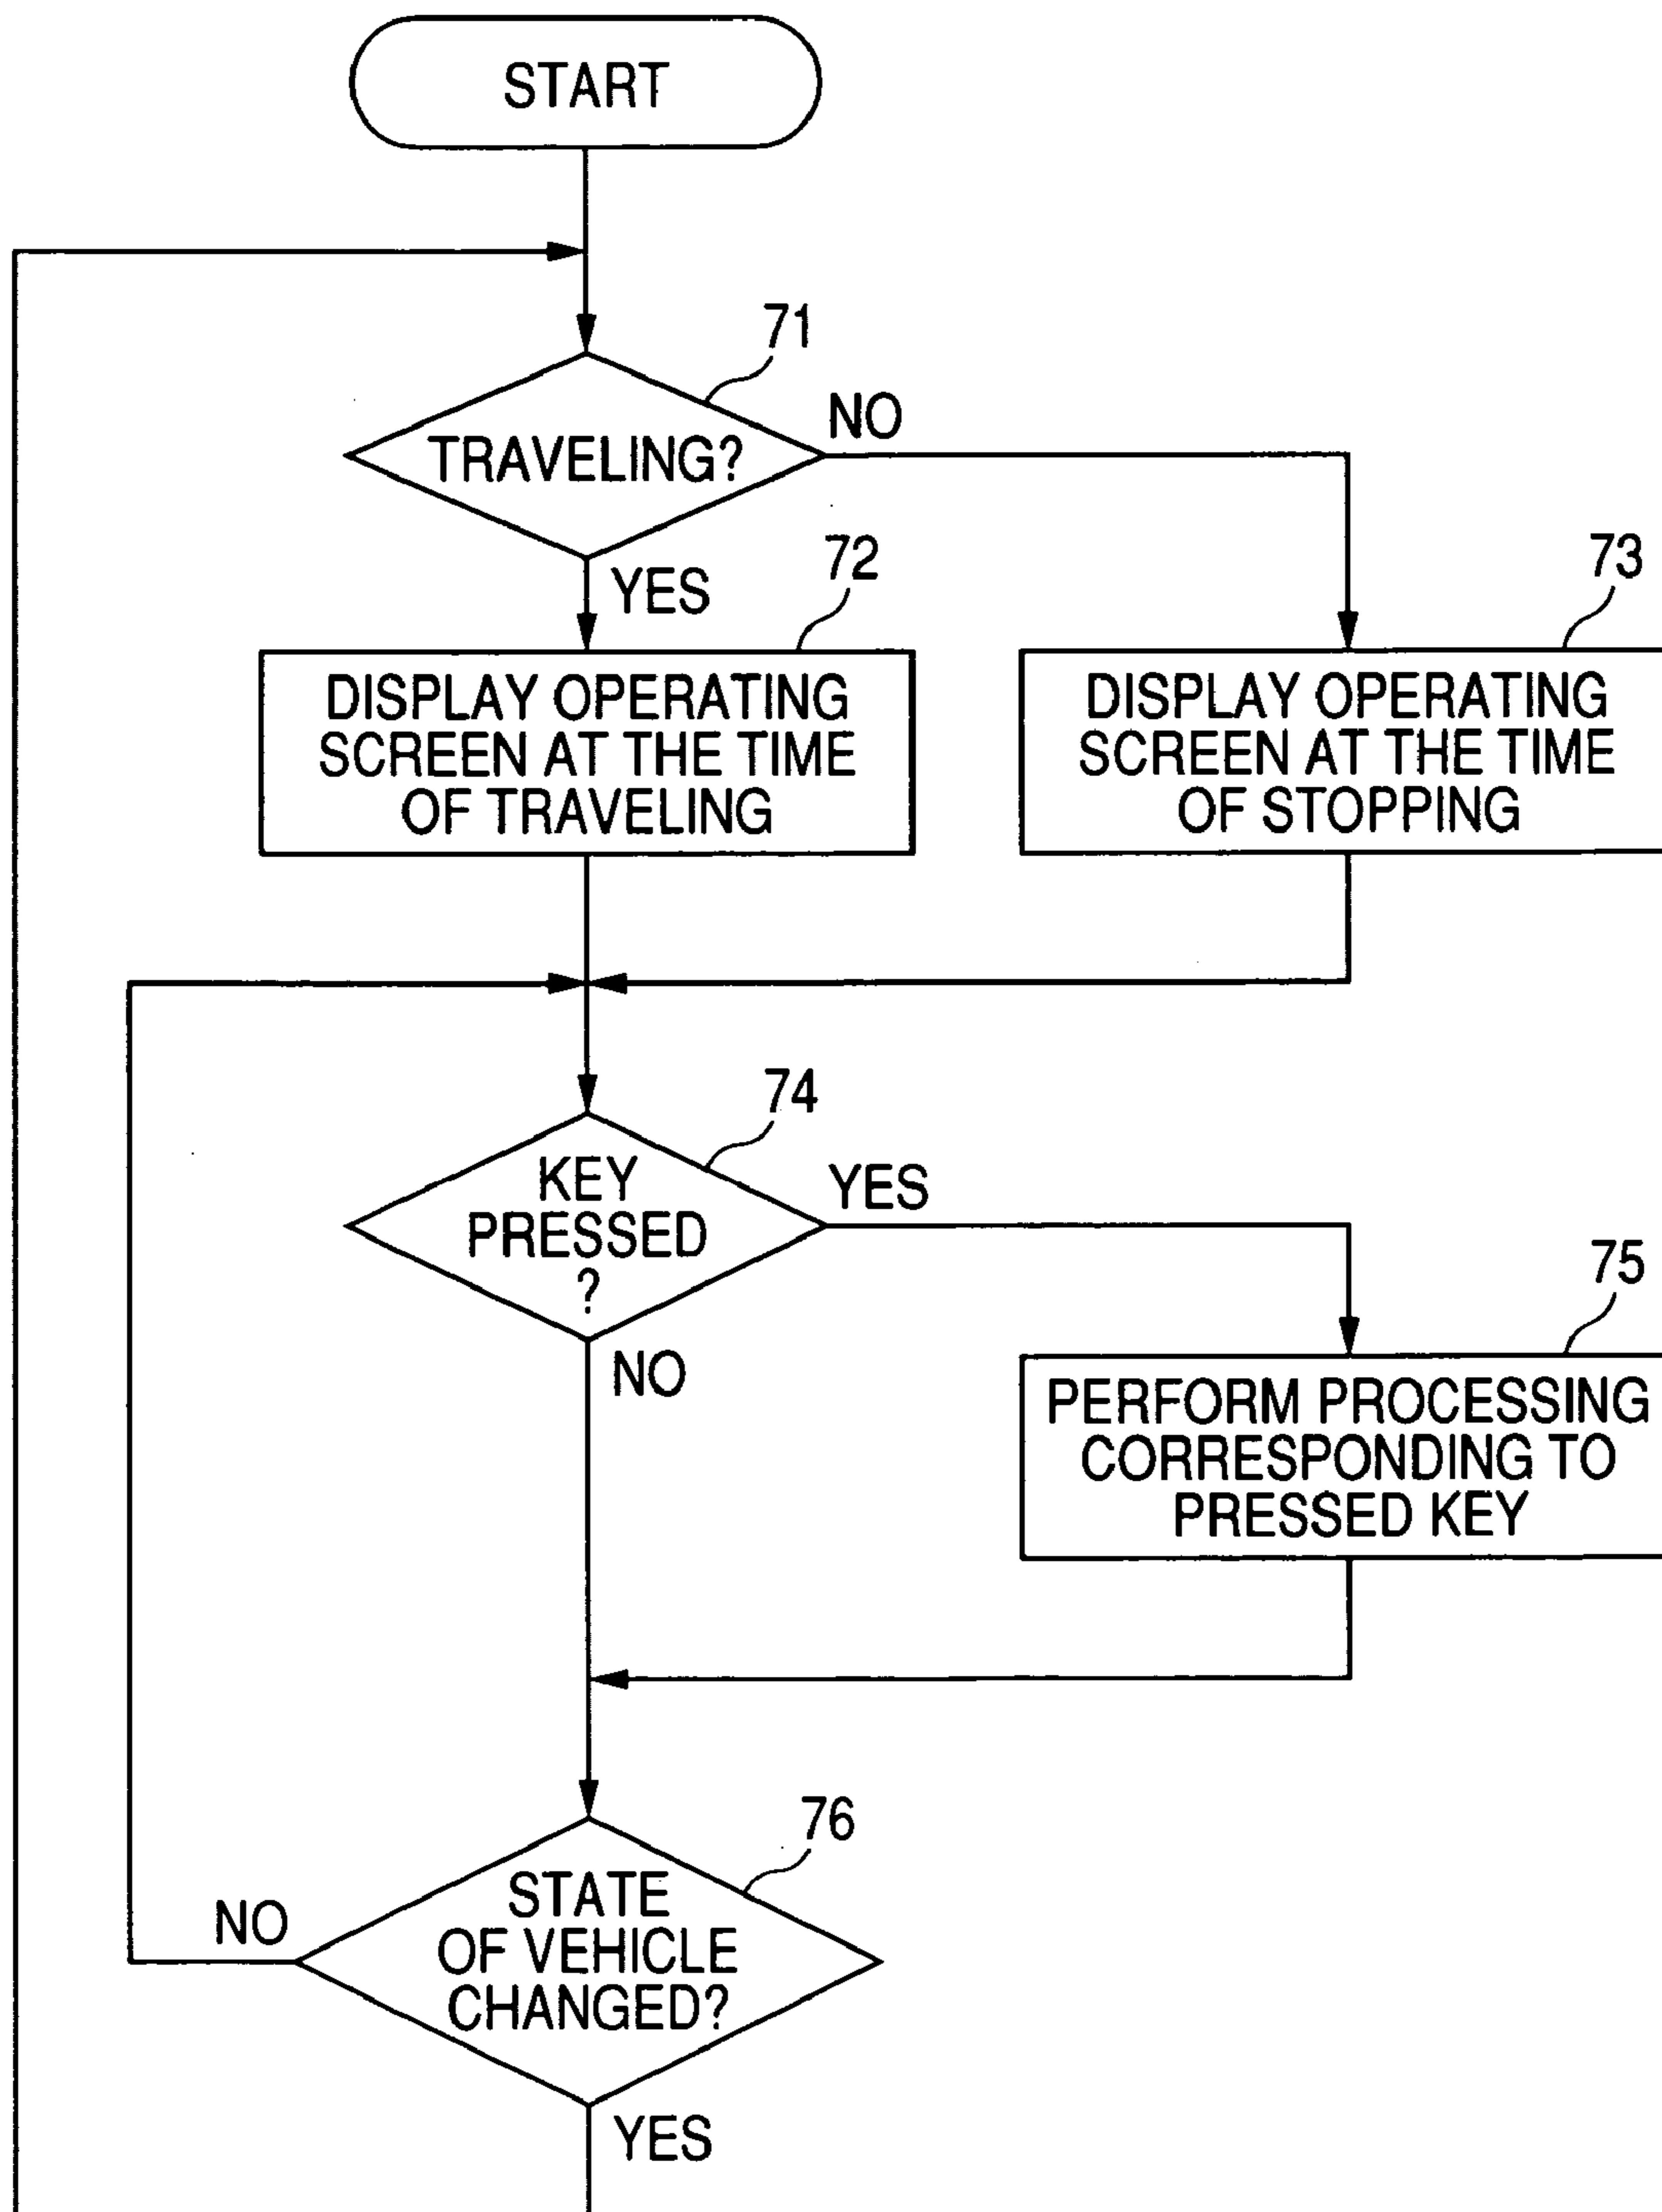 START
71
TRAVELING?
NO
YES
72
73
DISPLAY OPERATING
SCREEN AT THE TIME
OF TRAVELING
DISPLAY OPERATING
SCREEN AT THE TIME
OF STOPPING
74
KEY
PRESSED
?
YES
NO
75
PERFORM PROCESSING
CORRESPONDING TO
PRESSED KEY
76
STATE
OF VEHICLE
CHANGED?
NO
YES